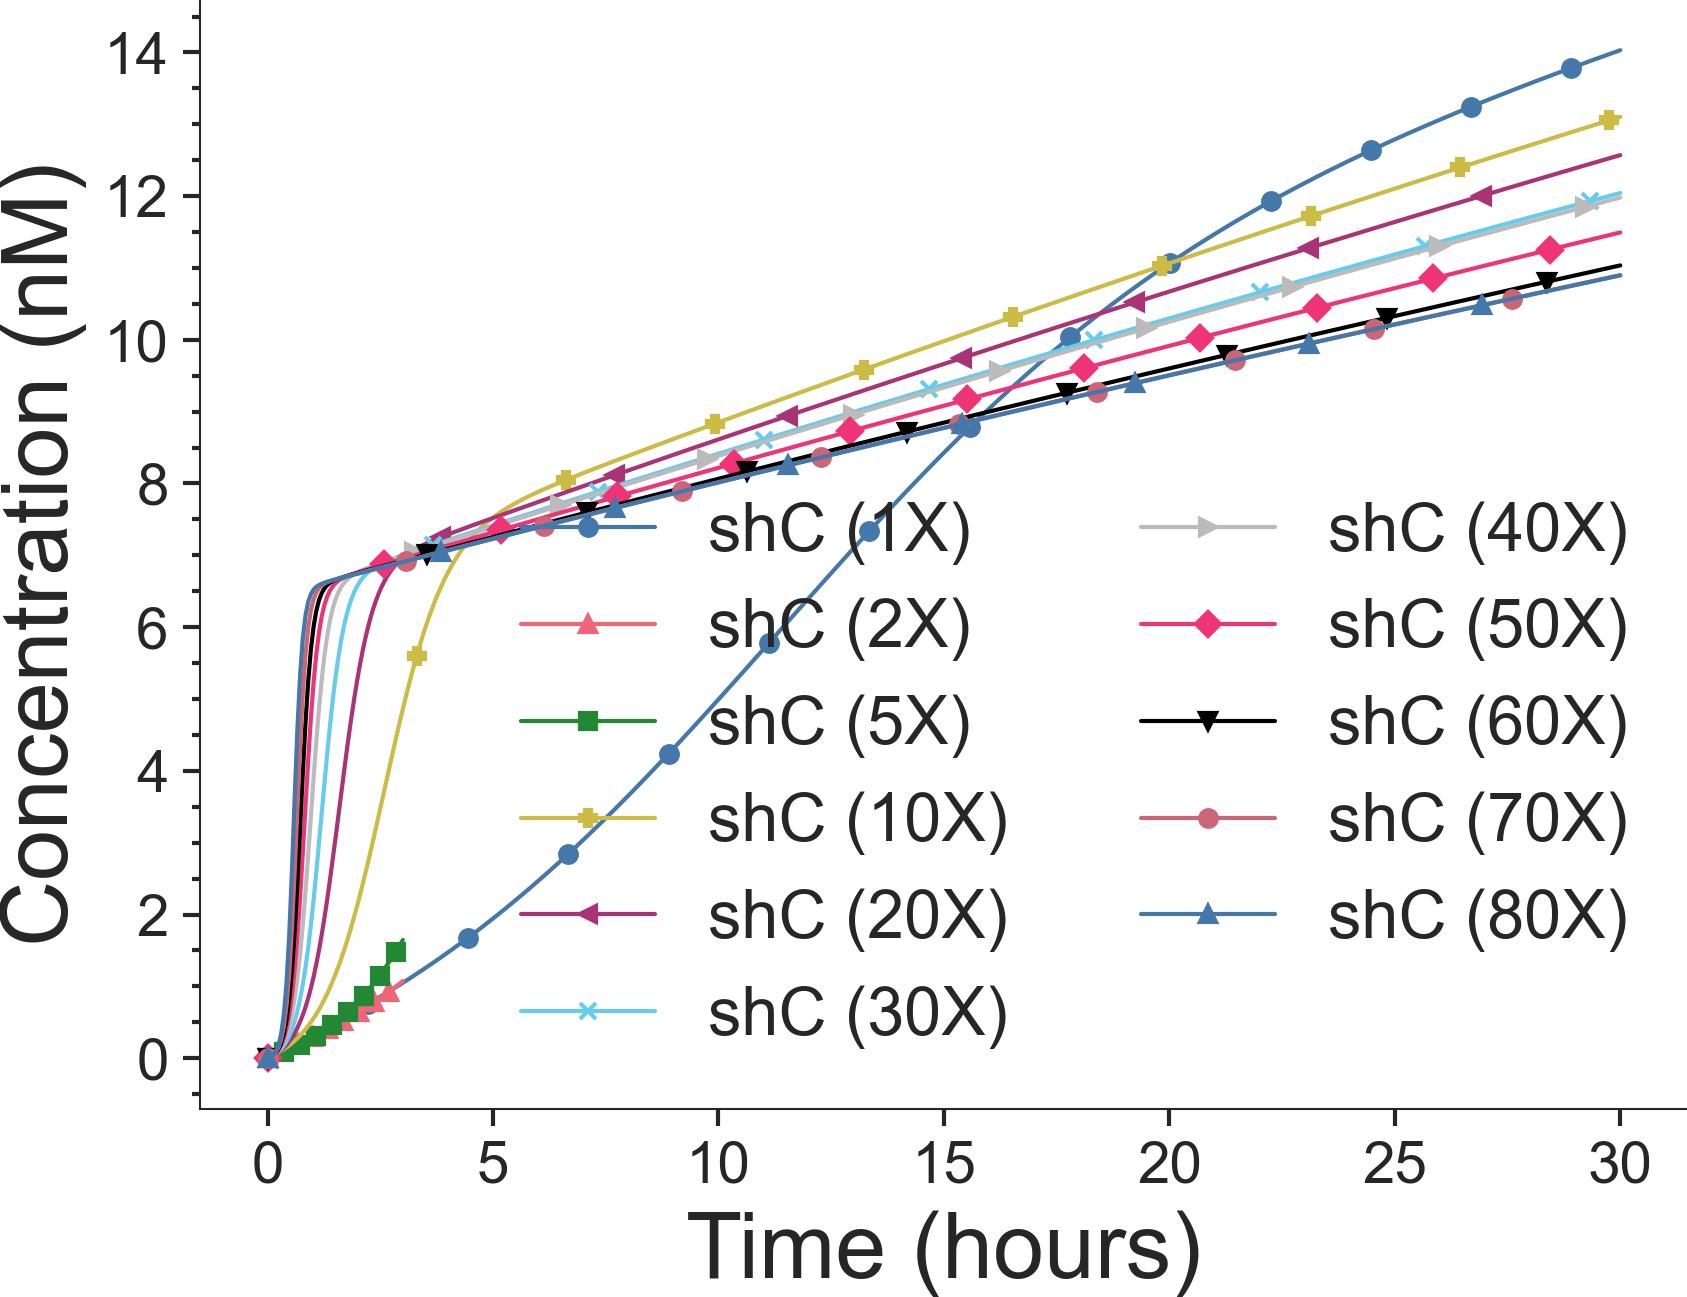 Concentration (nM)
14
12
10
8
6
4
2
0
shC (1X)
shC (2X)
shC (5X)
shC (10X)
shC (20X)
shC (30X)
shC (40X)
shC (50X)
shC (60X)
shC (70X)
shC (80X)
0 5 10 15 20 25 30
Time (hours)